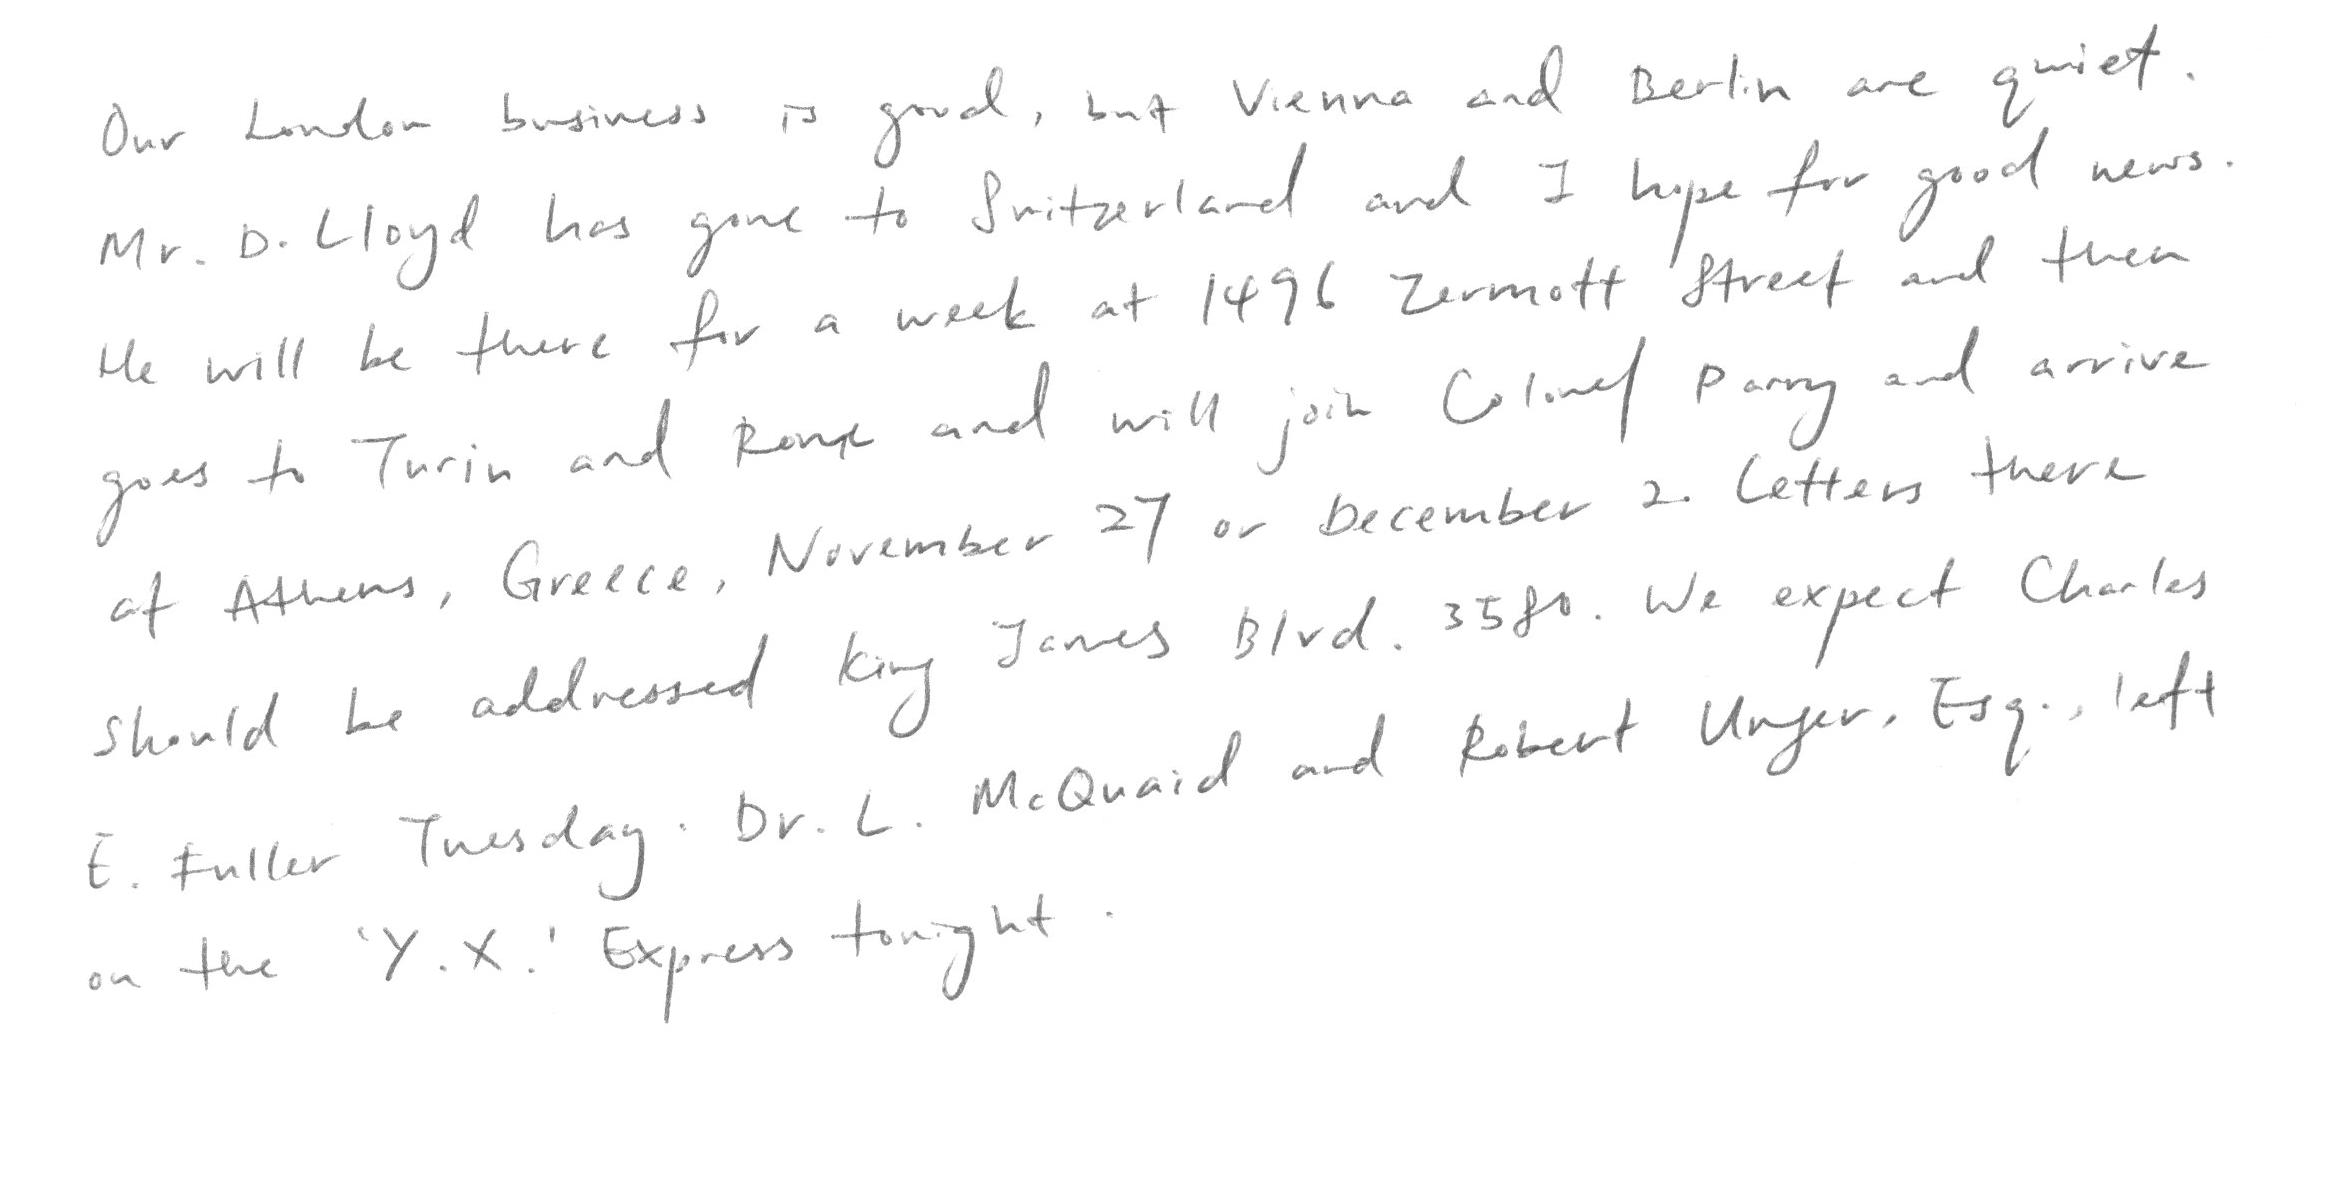 Our London business is good, but Vienna and Berlin are quiet.
Mr. D. Lloyd has gone to Switzerland and I hope for good news.
He will be there for a week at 1496 Zermott Street and then
goes to Turin and Rome and will join Colonel Parry and arrive
at Athens, Greece, November 27 or December 2. Letters there
should be addressed King James Blvd. 3580. We expect Charles
E. Fuller Tuesday. Dr. L. McQuaid and Robert Unger, Esq., left
on the 'Y.X.' Express tonight.